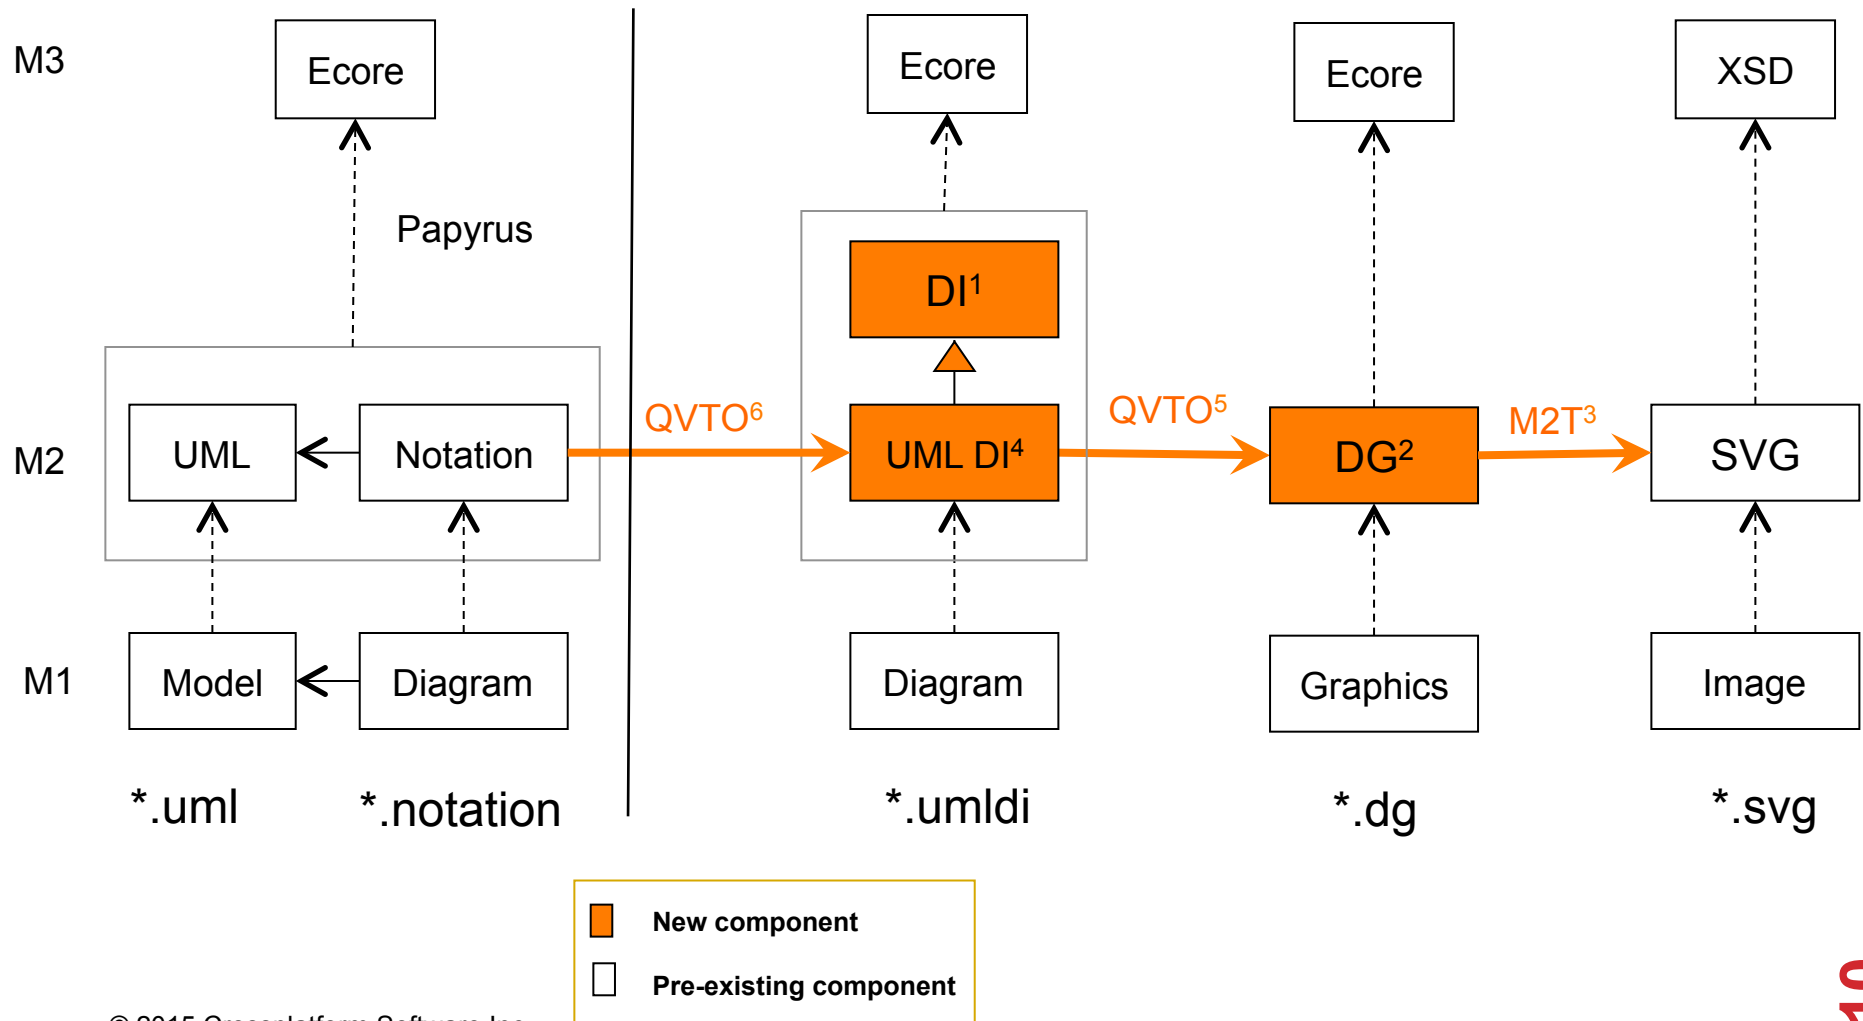 M3
Ecore
Ecore
Ecore
XSD
Papyrus
DI¹
QVTO⁶
QVTO⁵
M2T³
M2
UML
Notation
UML DI⁴
DG²
SVG
M1
Model
Diagram
Diagram
Graphics
Image
*.uml
*.notation
*.umldi
*.dg
*.svg
New component
Pre-existing component